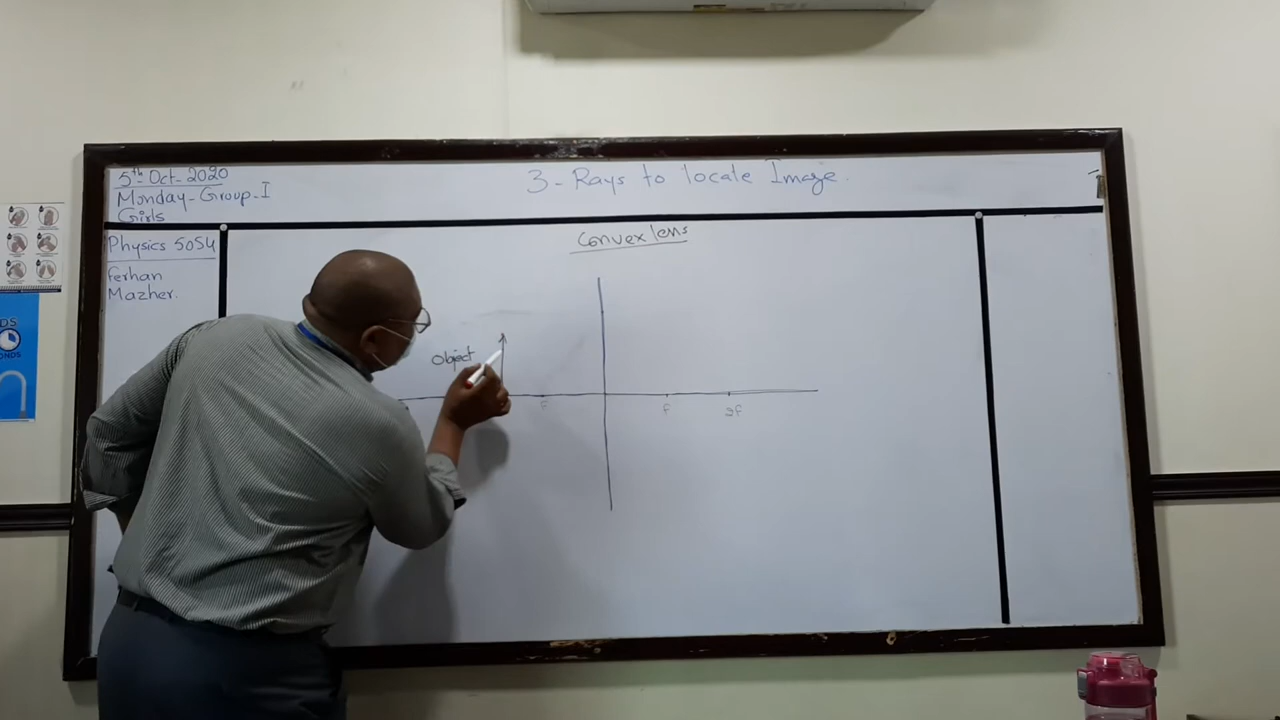 5th Oct-2020
Monday-Group-I
Girls
3-Rays to locate Image.
Physics 5054
Ferhan
Mazher.
Convex lens
Object
F
F
2F